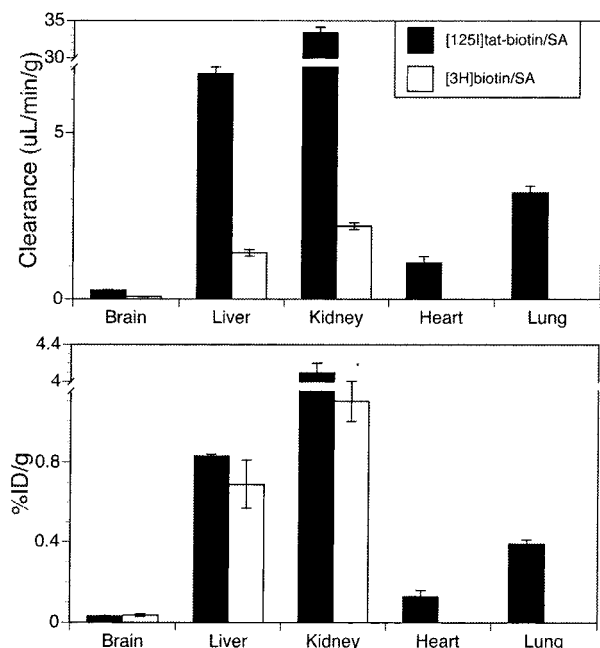 35
30
5
0
Clearance (uL/min/g)
[125I]tat-biotin/SA
[3H]biotin/SA
Brain Liver Kidney Heart Lung
4.4
4
0.8
0.4
0
%ID/g
Brain Liver Kidney Heart Lung